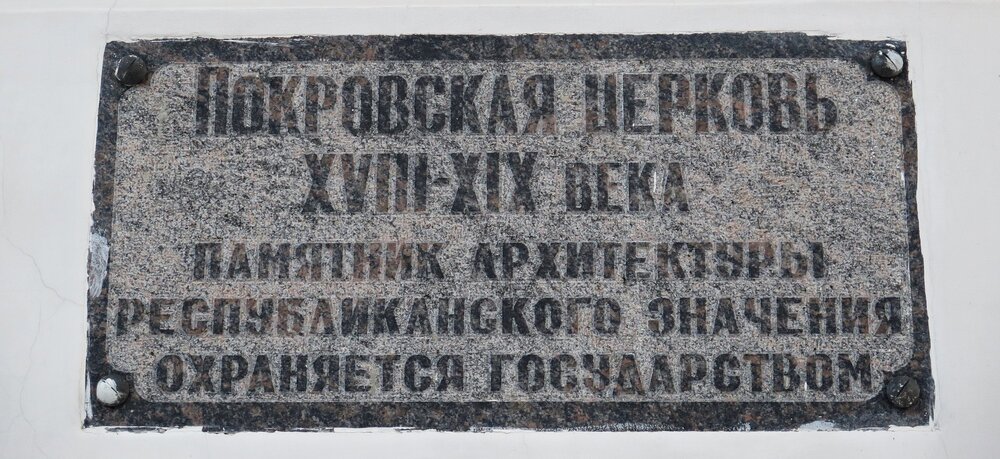 ПОКРОВСКАЯ ЦЕРКОВЬ
XVIII-XIX ВЕКА
ПАМЯТНИК АРХИТЕКТУРЫ
РЕСПУБЛИКАНСКОГО ЗНАЧЕНИЯ
ОХРАНЯЕТСЯ ГОСУДАРСТВОМ